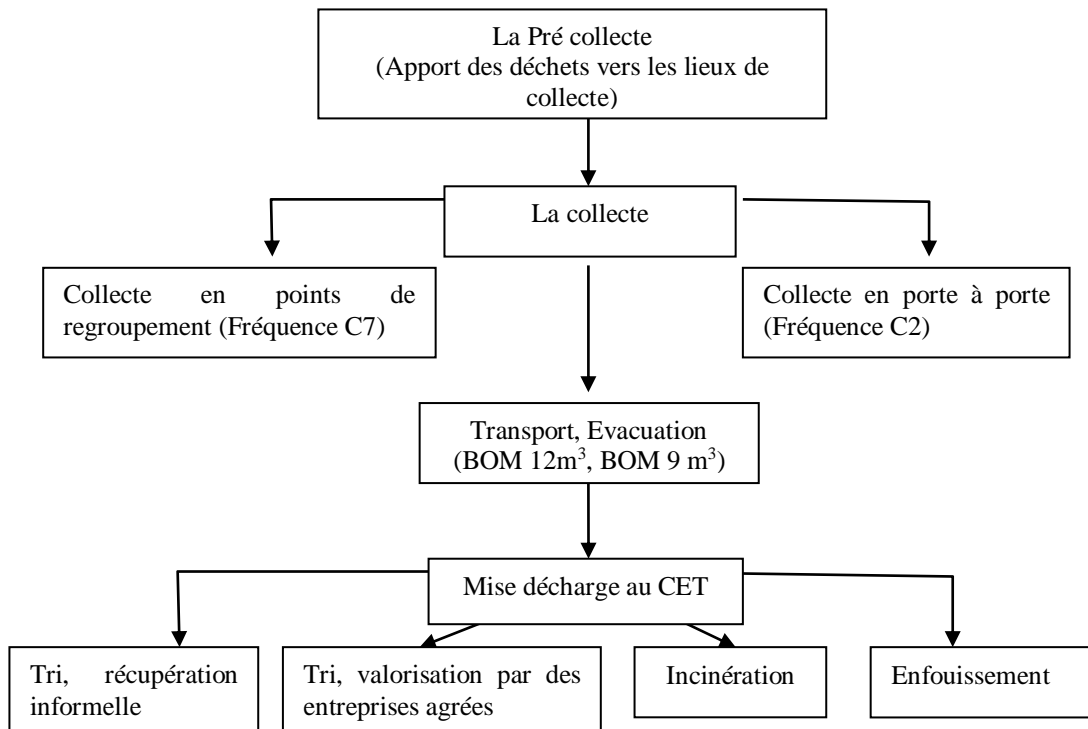 La Pré collecte
(Apport des déchets vers les lieux de
collecte)
La collecte
Collecte en points de
regroupement (Fréquence C7)
Collecte en porte à porte
(Fréquence C2)
Transport, Evacuation
(BOM 12m³, BOM 9 m³)
Mise décharge au CET
Tri, récupération
informelle
Tri, valorisation par des
entreprises agrées
Incinération
Enfouissement